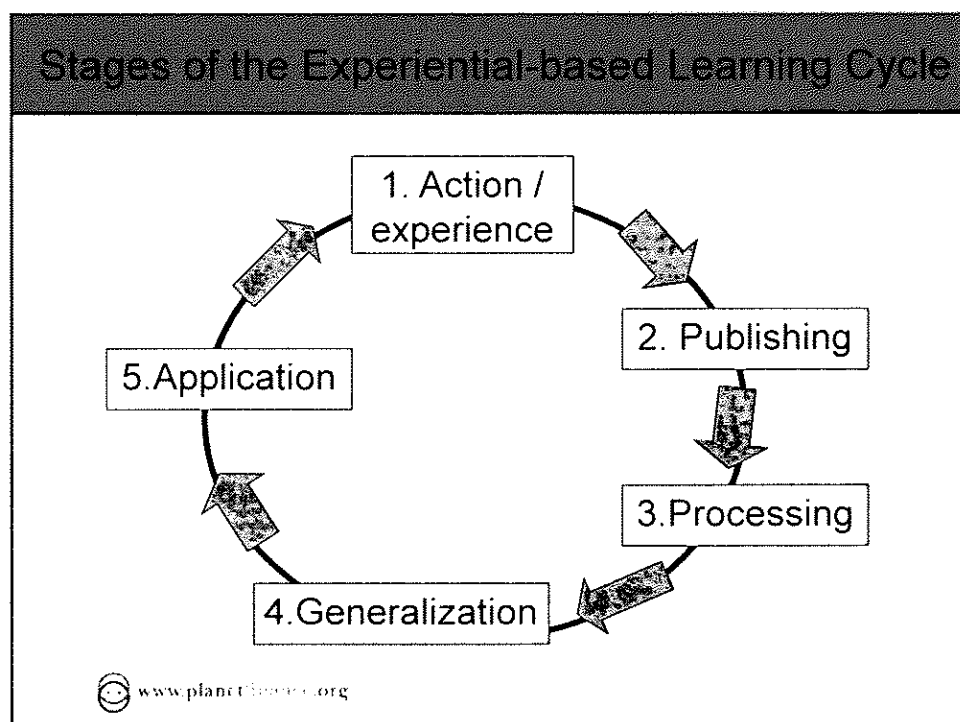 Stages of the Experiential-based Learning Cycle
1. Action /
experience
2. Publishing
3.Processing
4.Generalization
5.Application